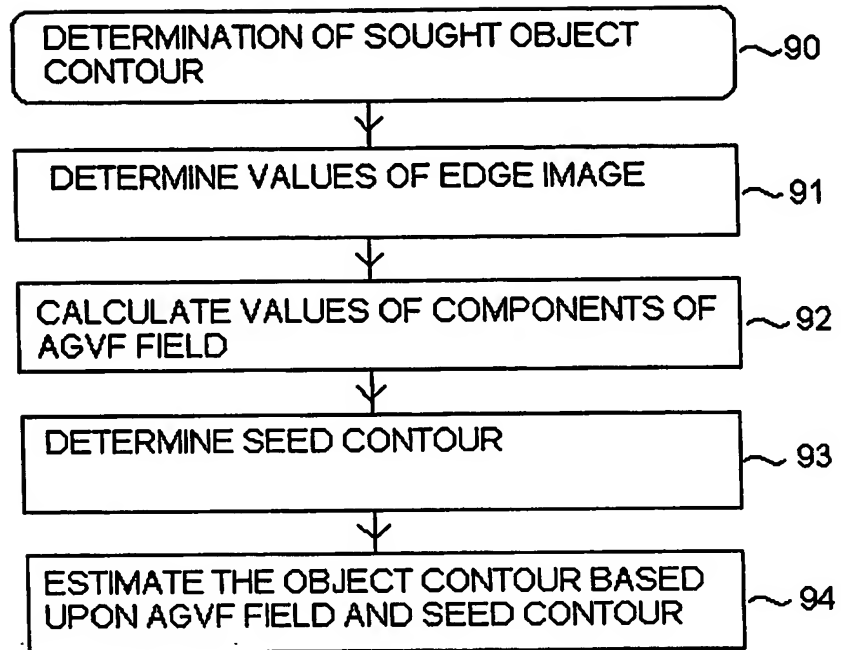 DETERMINATION OF SOUGHT OBJECT
CONTOUR
90
DETERMINE VALUES OF EDGE IMAGE
91
CALCULATE VALUES OF COMPONENTS OF
AGVF FIELD
92
DETERMINE SEED CONTOUR
93
ESTIMATE THE OBJECT CONTOUR BASED
UPON AGVF FIELD AND SEED CONTOUR
94